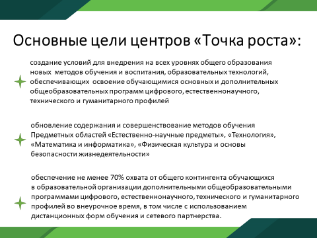 Основные цели центров «Точка роста»:
создание условий для внедрения на всех уровнях общего образования
новых методов обучения и воспитания, образовательных технологий,
обеспечивающих освоение обучающимися основных и дополнительных
общеобразовательных программ цифрового, естественнонаучного,
технического и гуманитарного профилей
обновление содержания и совершенствование методов обучения
Предметных областей «Естественно-научные предметы», «Технология»,
«Математика и информатика», «Физическая культура и основы
безопасности жизнедеятельности»
обеспечение не менее 70% охвата от общего контингента обучающихся
в образовательной организации дополнительными общеобразовательными
программами цифрового, естественнонаучного, технического и гуманитарного
профилей во внеурочное время, в том числе с использованием
дистанционных форм обучения и сетевого партнерства.